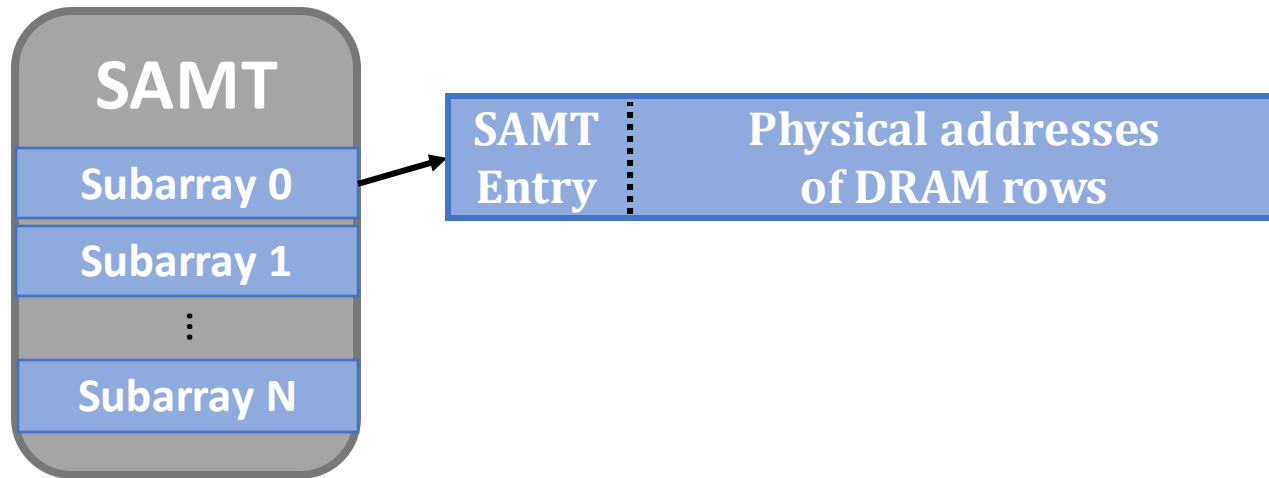 SAMT
Subarray 0
Subarray 1
⋮
Subarray N
SAMT
Entry
Physical addresses
of DRAM rows